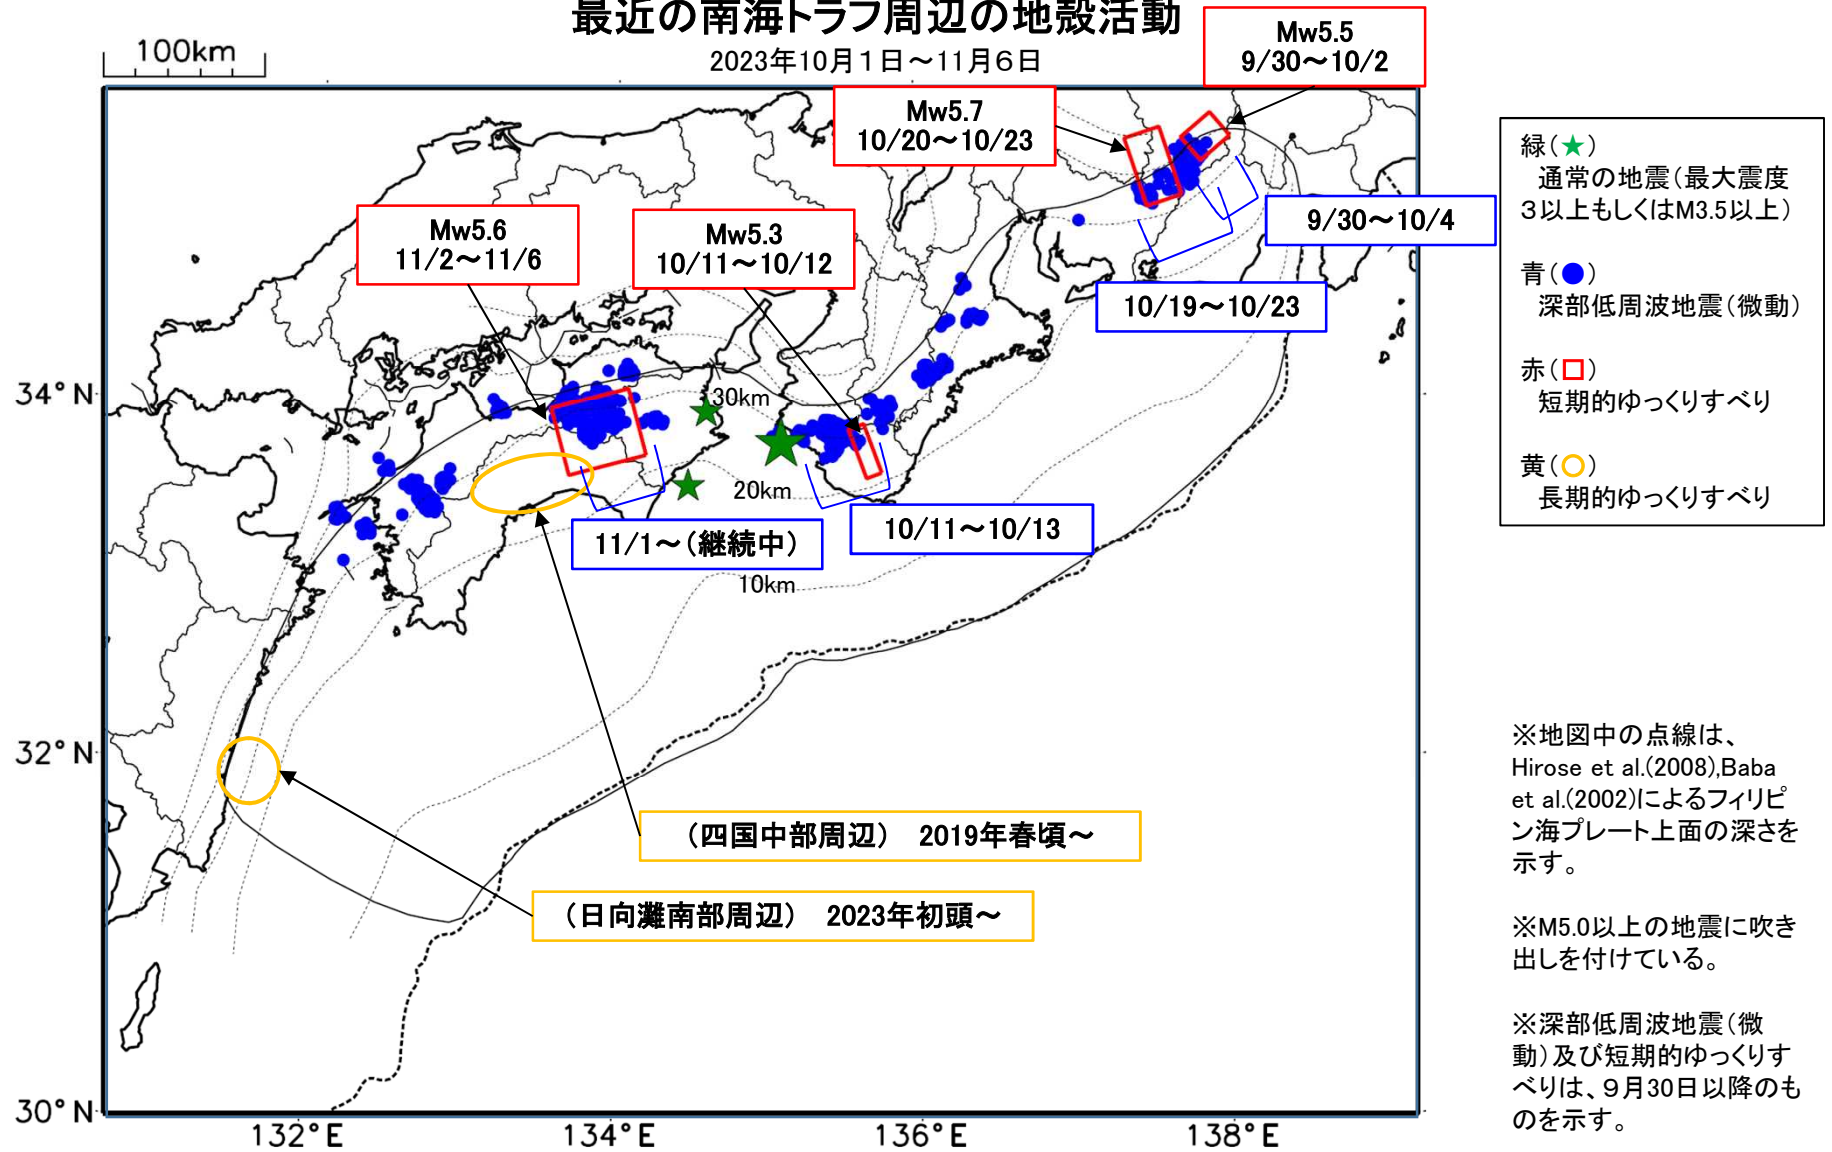 最近の南海トラフ周辺の地殻活動
2023年10月１日～11月６日
100km
Mw5.5
9/30～10/2
Mw5.7
10/20～10/23
Mw5.6
11/2～11/6
Mw5.3
10/11～10/12
9/30～10/4
10/19～10/23
30km
20km
10km
11/1～（継続中）
10/11～10/13
（四国中部周辺）　2019年春頃～
（日向灘南部周辺）　2023年初頭～
34°N
32°N
30°N
132°E
134°E
136°E
138°E
緑（★）
通常の地震（最大震度
３以上もしくはM3.5以上）
青（●）
深部低周波地震（微動）
赤（□）
短期的ゆっくりすべり
黄（○）
長期的ゆっくりすべり
※地図中の点線は、
Hirose et al.(2008),Baba
et al.(2002)によるフィリピ
ン海プレート上面の深さを
示す。
※M5.0以上の地震に吹き
出しを付けている。
※深部低周波地震（微
動）及び短期的ゆっくりす
べりは、９月30日以降のも
のを示す。